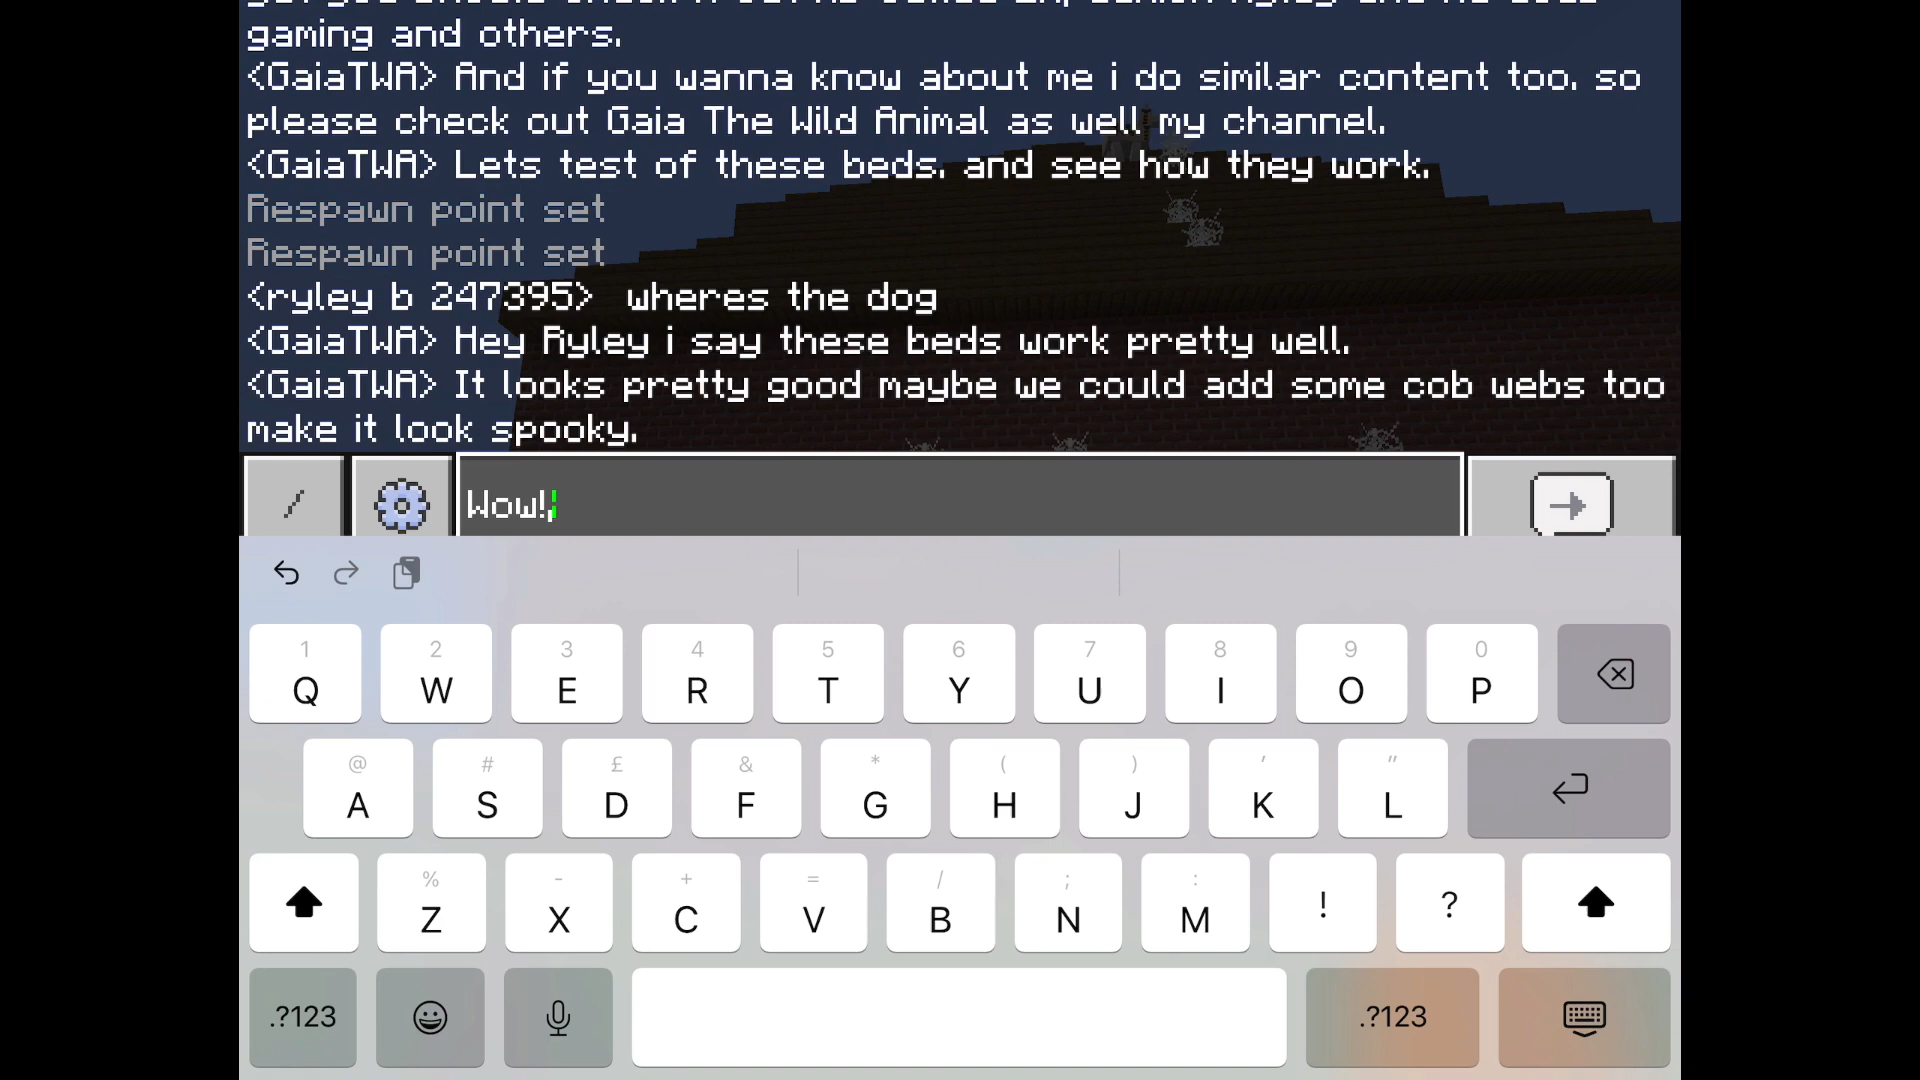 gaming and others.
<GaiaTWA> And if you wanna know about me i do similar content too. so
please check out Gaia The Wild Animal as well my channel.
<GaiaTWA> Lets test of these beds. and see how they work.
Respawn point set
Respawn point set
<ryley b 247395>  wheres the dog
<GaiaTWA> Hey Ryley i say these beds work pretty well.
<GaiaTWA> It looks pretty good maybe we could add some cob webs too
make it look spooky.
/
Wow!,
1 2 3 4 5 6 7 8 9 0
Q W E R T Y U I O P
@ # £ & * ( ) ' "
A S D F G H J K L
% - + = / ; :
Z X C V B N M ! ?
.?123 .?123